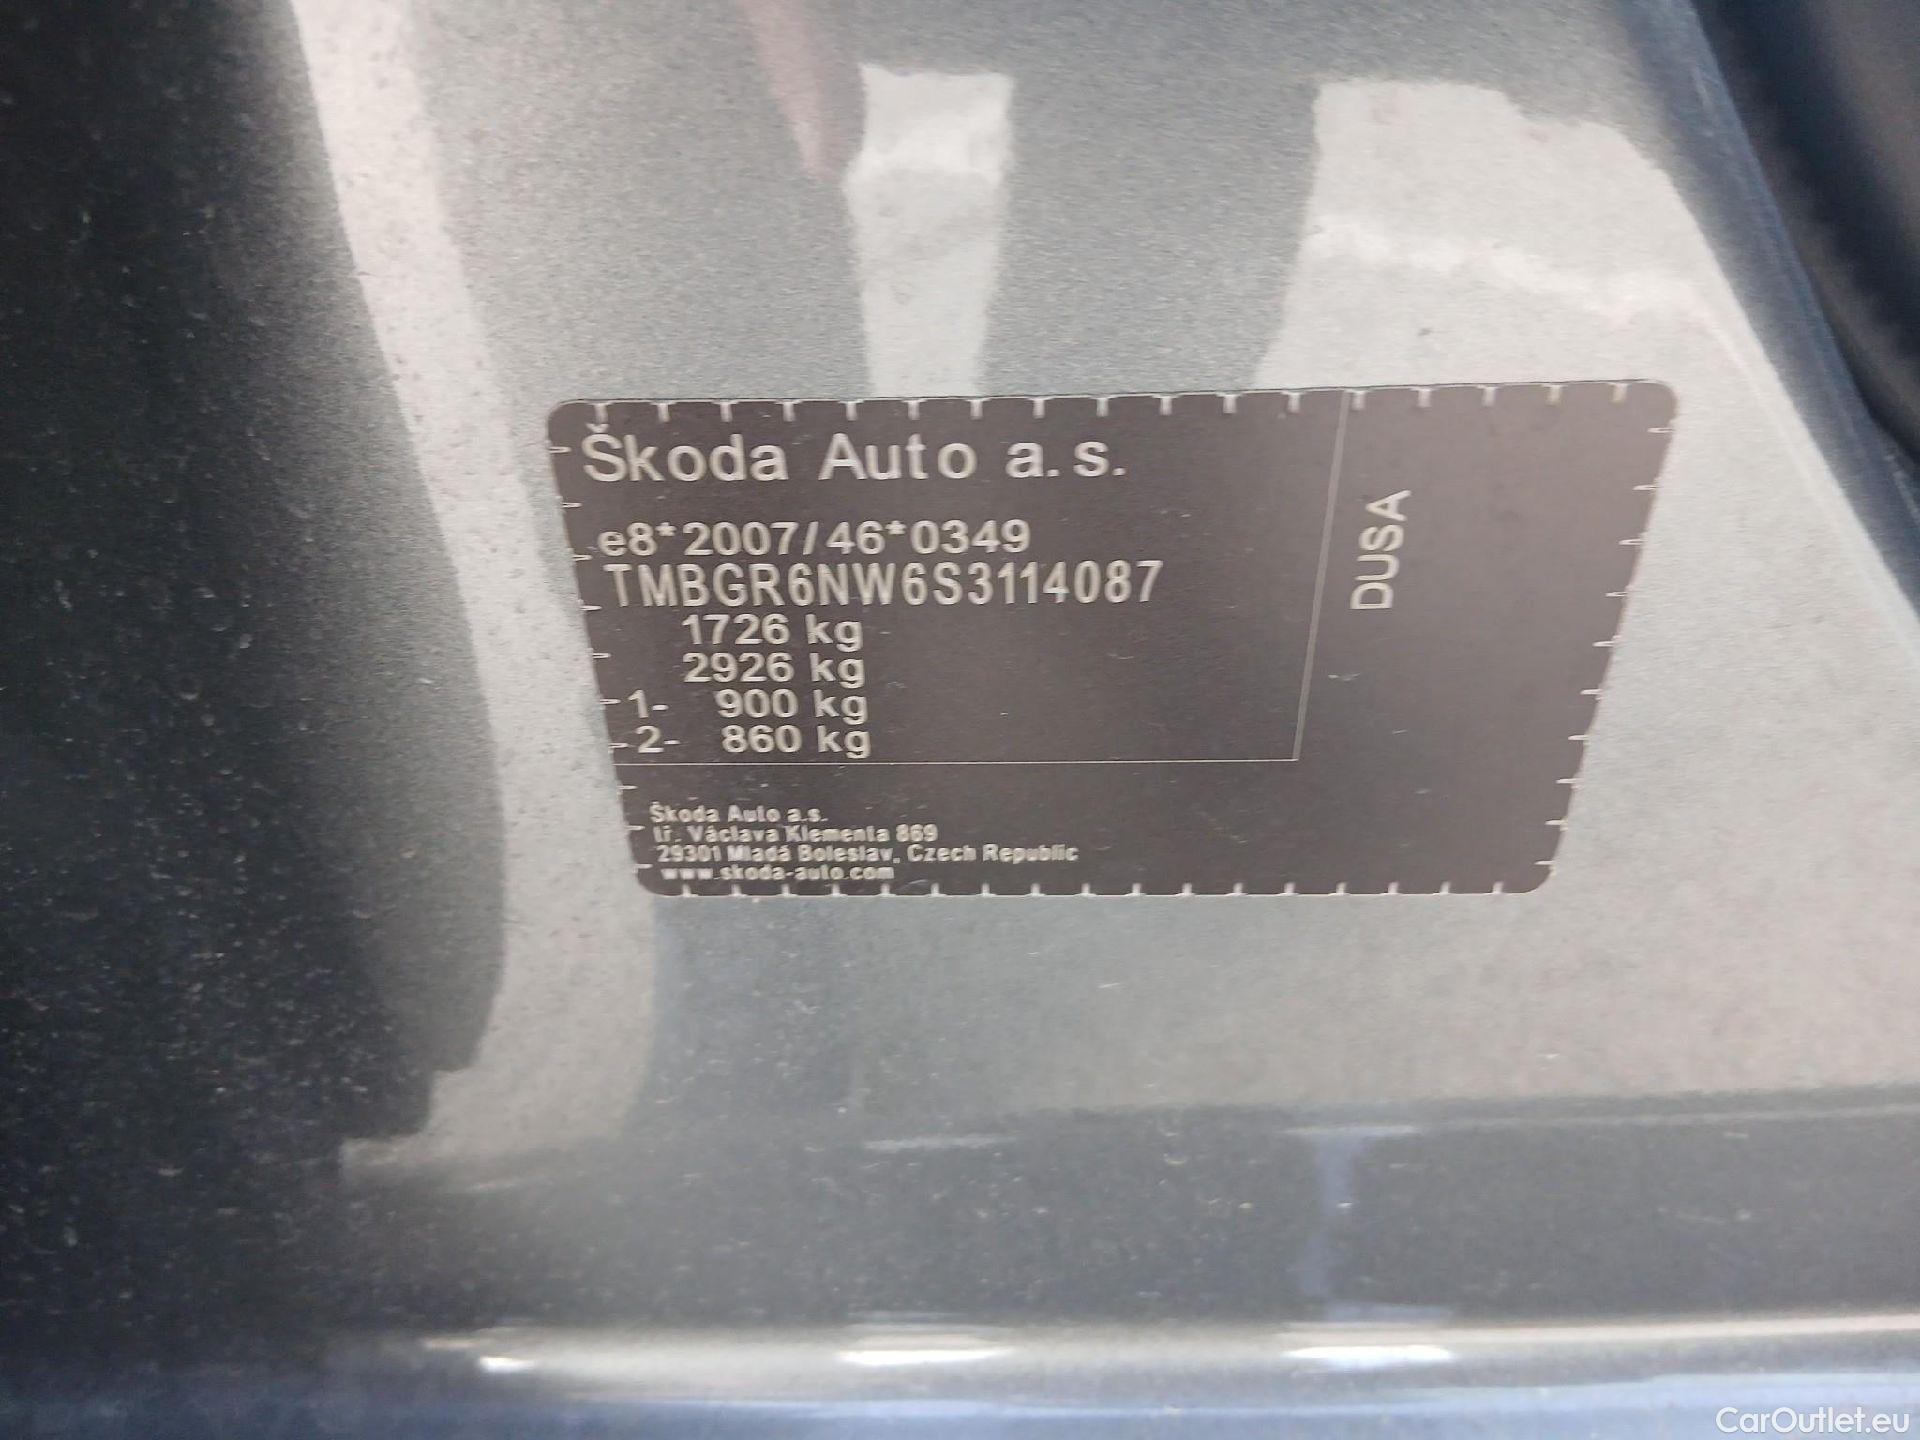 Škoda Auto a.s.
e8*2007/46*0349
TMBGR6NW6S3114087
1726 kg
2926 kg
1- 900 kg
2- 860 kg
DUSA
Škoda Auto a.s.
tř. Václava Klementa 869
29301 Mladá Boleslav, Czech Republic
www.skoda-auto.com
CarOutlet.eu